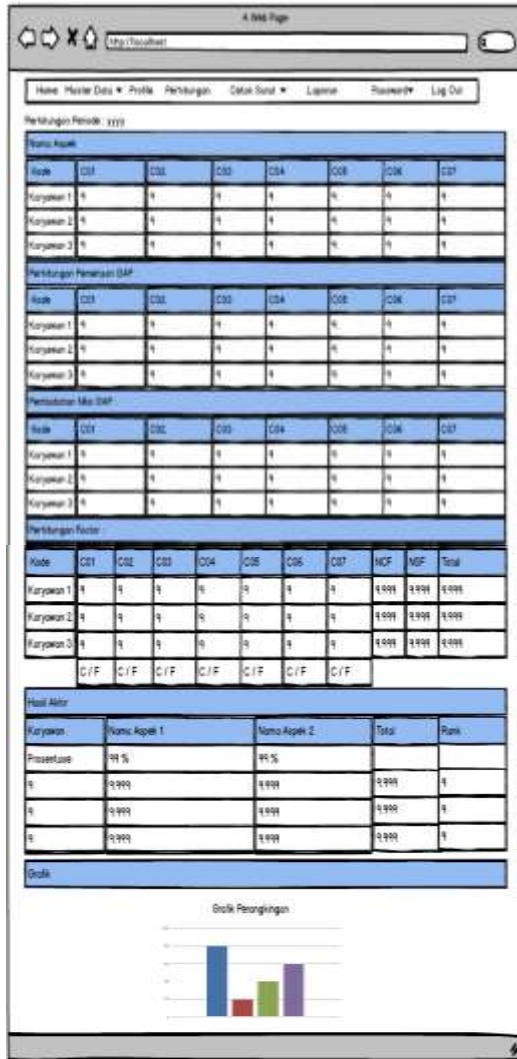 A Web Page
http://localhost
Home Master Data ▼ Profile Perhitungan Cetak Surat ▼ Laporan Password▼ Log Out
Perhitungan Periode : yyyy
Nama Aspek
Kode C01 C02 C03 C04 C05 C06 C07
Karyawan 1 9 9 9 9 9 9 9
Karyawan 2 9 9 9 9 9 9 9
Karyawan 3 9 9 9 9 9 9 9
Perhitungan Pemetaan GAP
Kode C01 C02 C03 C04 C05 C06 C07
Karyawan 1 9 9 9 9 9 9 9
Karyawan 2 9 9 9 9 9 9 9
Karyawan 3 9 9 9 9 9 9 9
Pembobotan Nilai GAP
Kode C01 C02 C03 C04 C05 C06 C07
Karyawan 1 9 9 9 9 9 9 9
Karyawan 2 9 9 9 9 9 9 9
Karyawan 3 9 9 9 9 9 9 9
Perhitungan Factor
Kode C01 C02 C03 C04 C05 C06 C07 NCF NSF Total
Karyawan 1 9 9 9 9 9 9 9 9.999 9.999 9.999
Karyawan 2 9 9 9 9 9 9 9 9.999 9.999 9.999
Karyawan 3 9 9 9 9 9 9 9 9.999 9.999 9.999
C / F C / F C / F C / F C / F C / F C / F
Hasil Akhir
Karyawan Nama Aspek 1 Nama Aspek 2 Total Rank
Prosentase 99 % 99 %
9 9.999 9.999 9.999 9
9 9.999 9.999 9.999 9
9 9.999 9.999 9.999 9
Grafik
Grafik Perangkingan